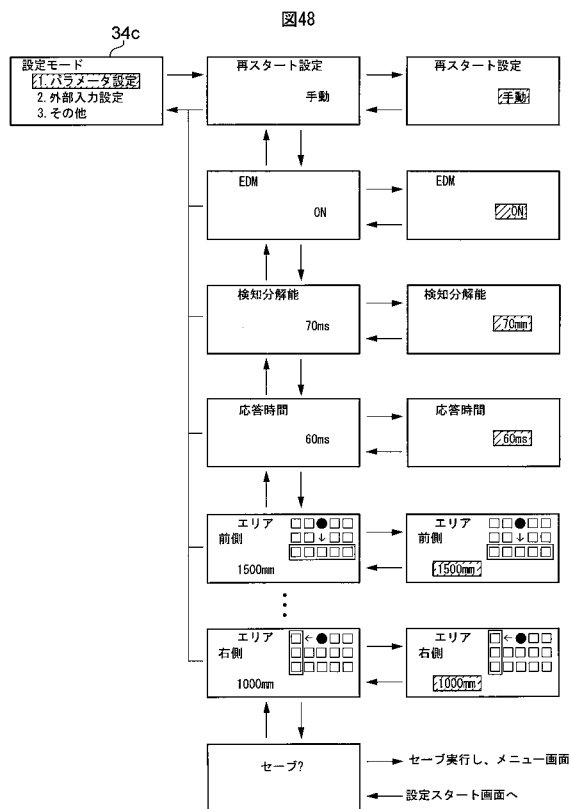 図48
34c
設定モード
1. パラメータ設定
2. 外部入力設定
3. その他
再スタート設定
手動
再スタート設定
手動
EDM
ON
EDM
ON
検知分解能
70ms
検知分解能
70mm
応答時間
60ms
応答時間
60ms
エリア
前側
1500mm
エリア
前側
1500mm
エリア
右側
1000mm
エリア
右側
1000mm
セーブ?
セーブ実行し、メニュー画面
設定スタート画面へ